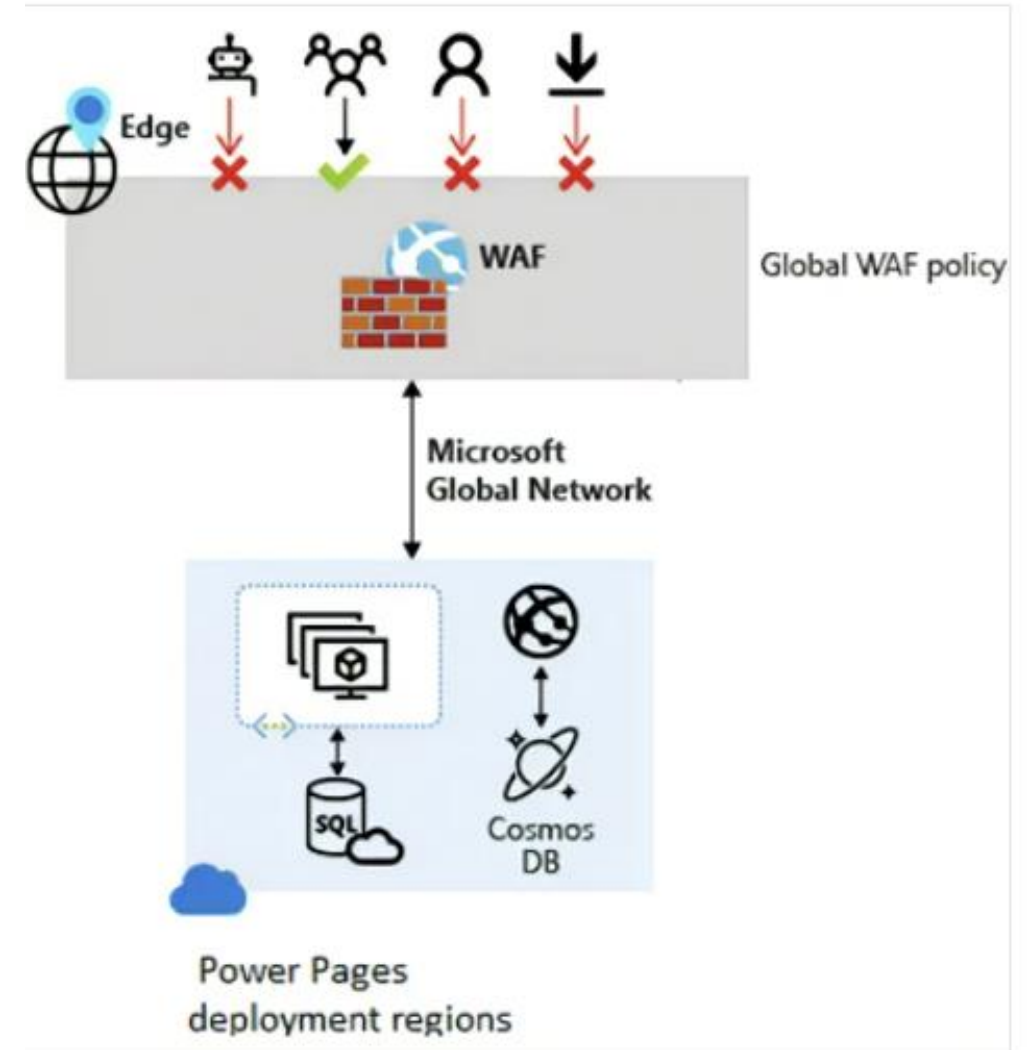 Edge
WAF
Global WAF policy
Microsoft
Global Network
SQL
Cosmos
DB
Power Pages
deployment regions